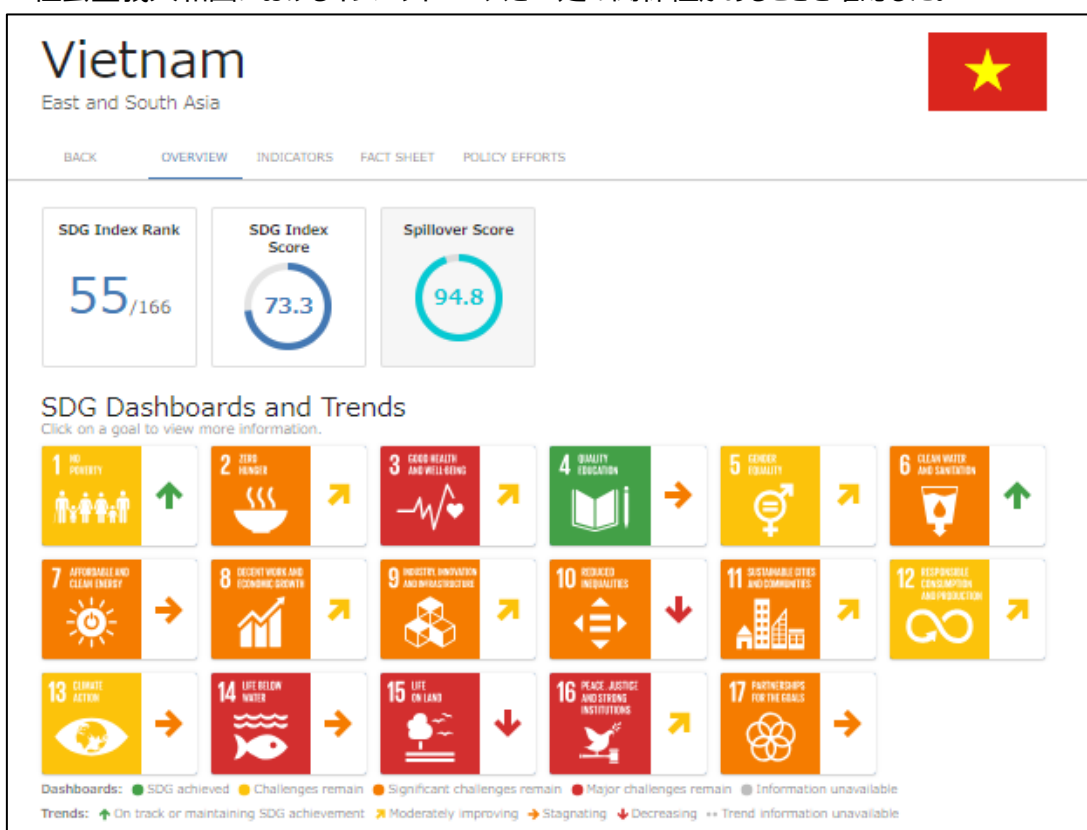 Vietnam
East and South Asia
BACK OVERVIEW INDICATORS FACT SHEET POLICY EFFORTS
SDG Index Rank
55/166
SDG Index
Score
73.3
Spillover Score
94.8
SDG Dashboards and Trends
Click on a goal to view more information.
1 NO
POVERTY
2 ZERO
HUNGER
3 GOOD HEALTH
AND WELL-BEING
4 QUALITY
EDUCATION
5 GENDER
EQUALITY
6 CLEAN WATER
AND SANITATION
7 AFFORDABLE AND
CLEAN ENERGY
8 DECENT WORK AND
ECONOMIC GROWTH
9 INDUSTRY, INNOVATION
AND INFRASTRUCTURE
10 REDUCED
INEQUALITIES
11 SUSTAINABLE CITIES
AND COMMUNITIES
12 RESPONSIBLE
CONSUMPTION
AND PRODUCTION
13 CLIMATE
ACTION
14 LIFE BELOW
WATER
15 LIFE
ON LAND
16 PEACE, JUSTICE
AND STRONG
INSTITUTIONS
17 PARTNERSHIPS
FOR THE GOALS
Dashboards: SDG achieved Challenges remain Significant challenges remain Major challenges remain Information unavailable
Trends: On track or maintaining SDG achievement Moderately improving Stagnating Decreasing Trend information unavailable